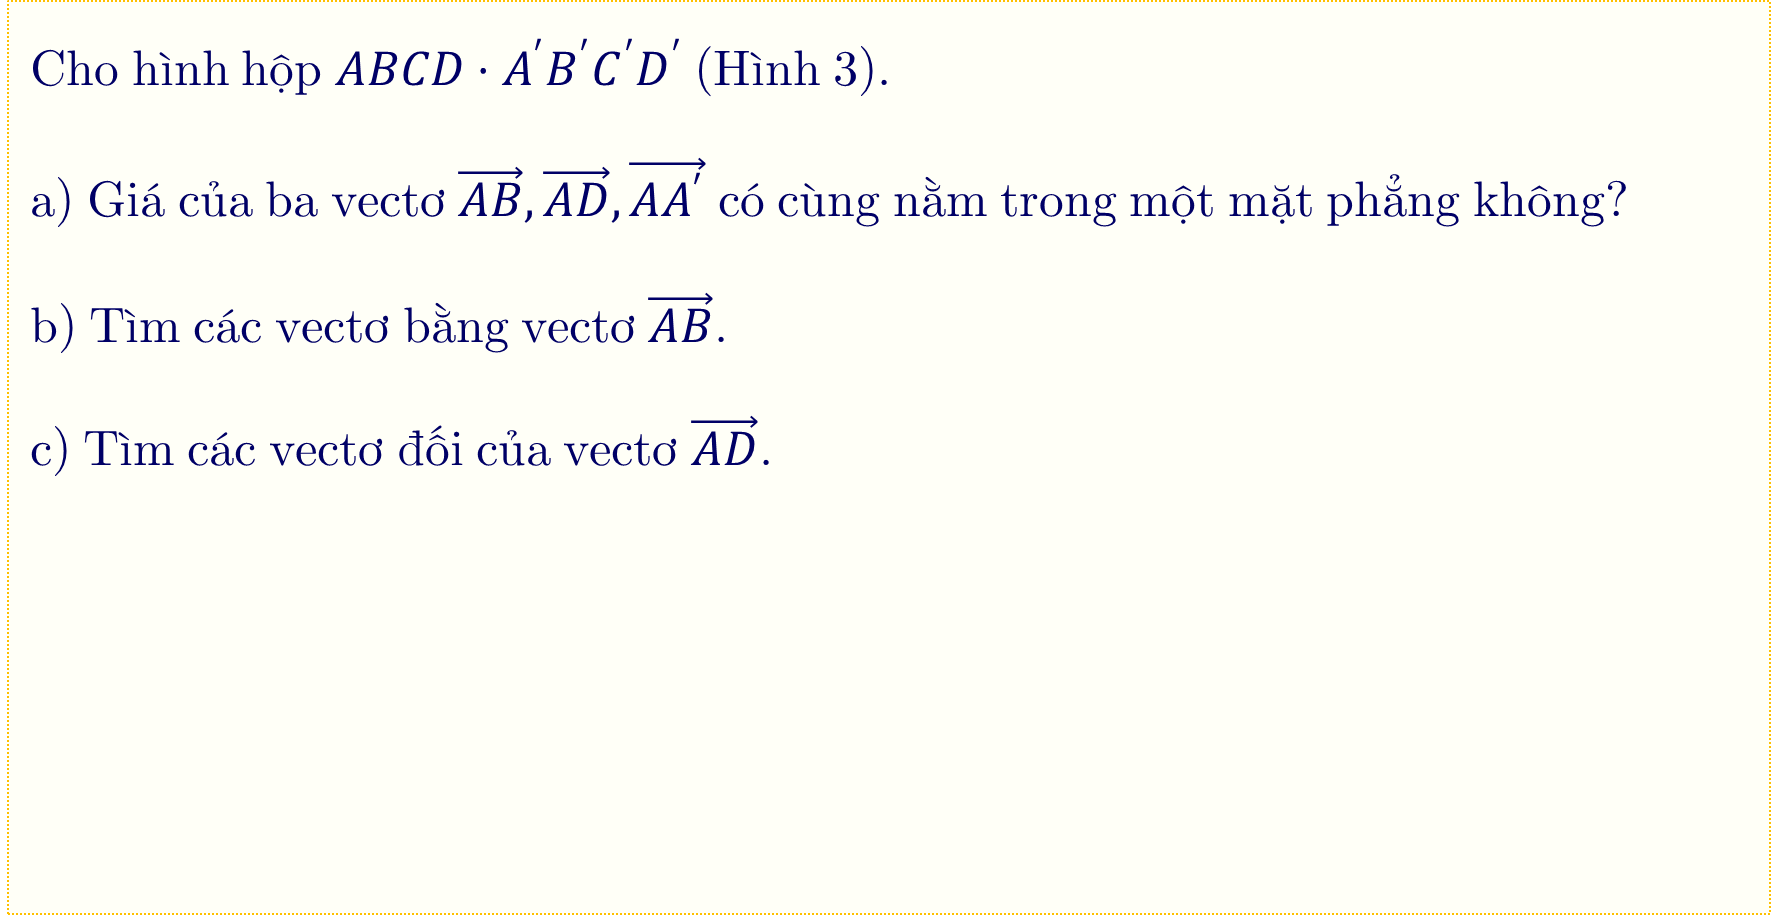 Cho hình hộp ABCD · A′B′C′D′ (Hình 3).
a) Giá của ba vectơ \overrightarrow{AB}, \overrightarrow{AD}, \overrightarrow{AA′} có cùng nằm trong một mặt phẳng không?
b) Tìm các vectơ bằng vectơ \overrightarrow{AB}.
c) Tìm các vectơ đối của vectơ \overrightarrow{AD}.